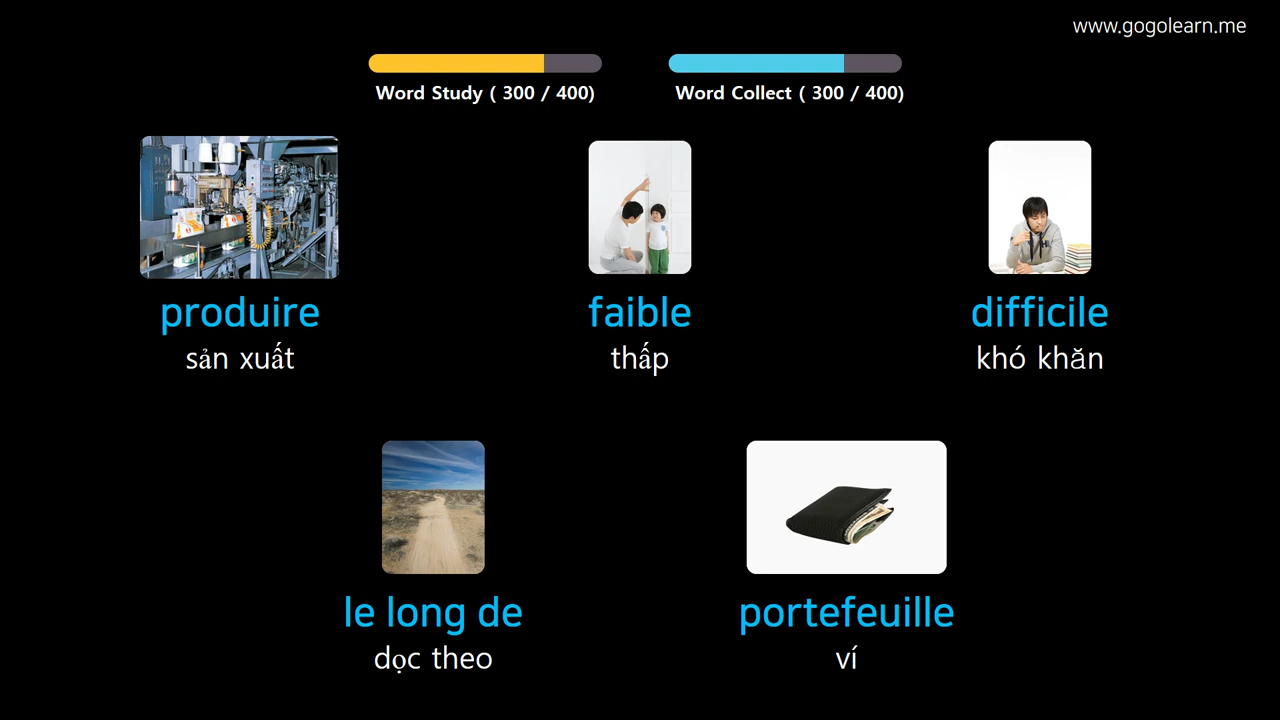 www.gogolearn.me
Word Study ( 300 / 400)
Word Collect ( 300 / 400)
produire
sản xuất
faible
thấp
difficile
khó khăn
le long de
dọc theo
portefeuille
ví